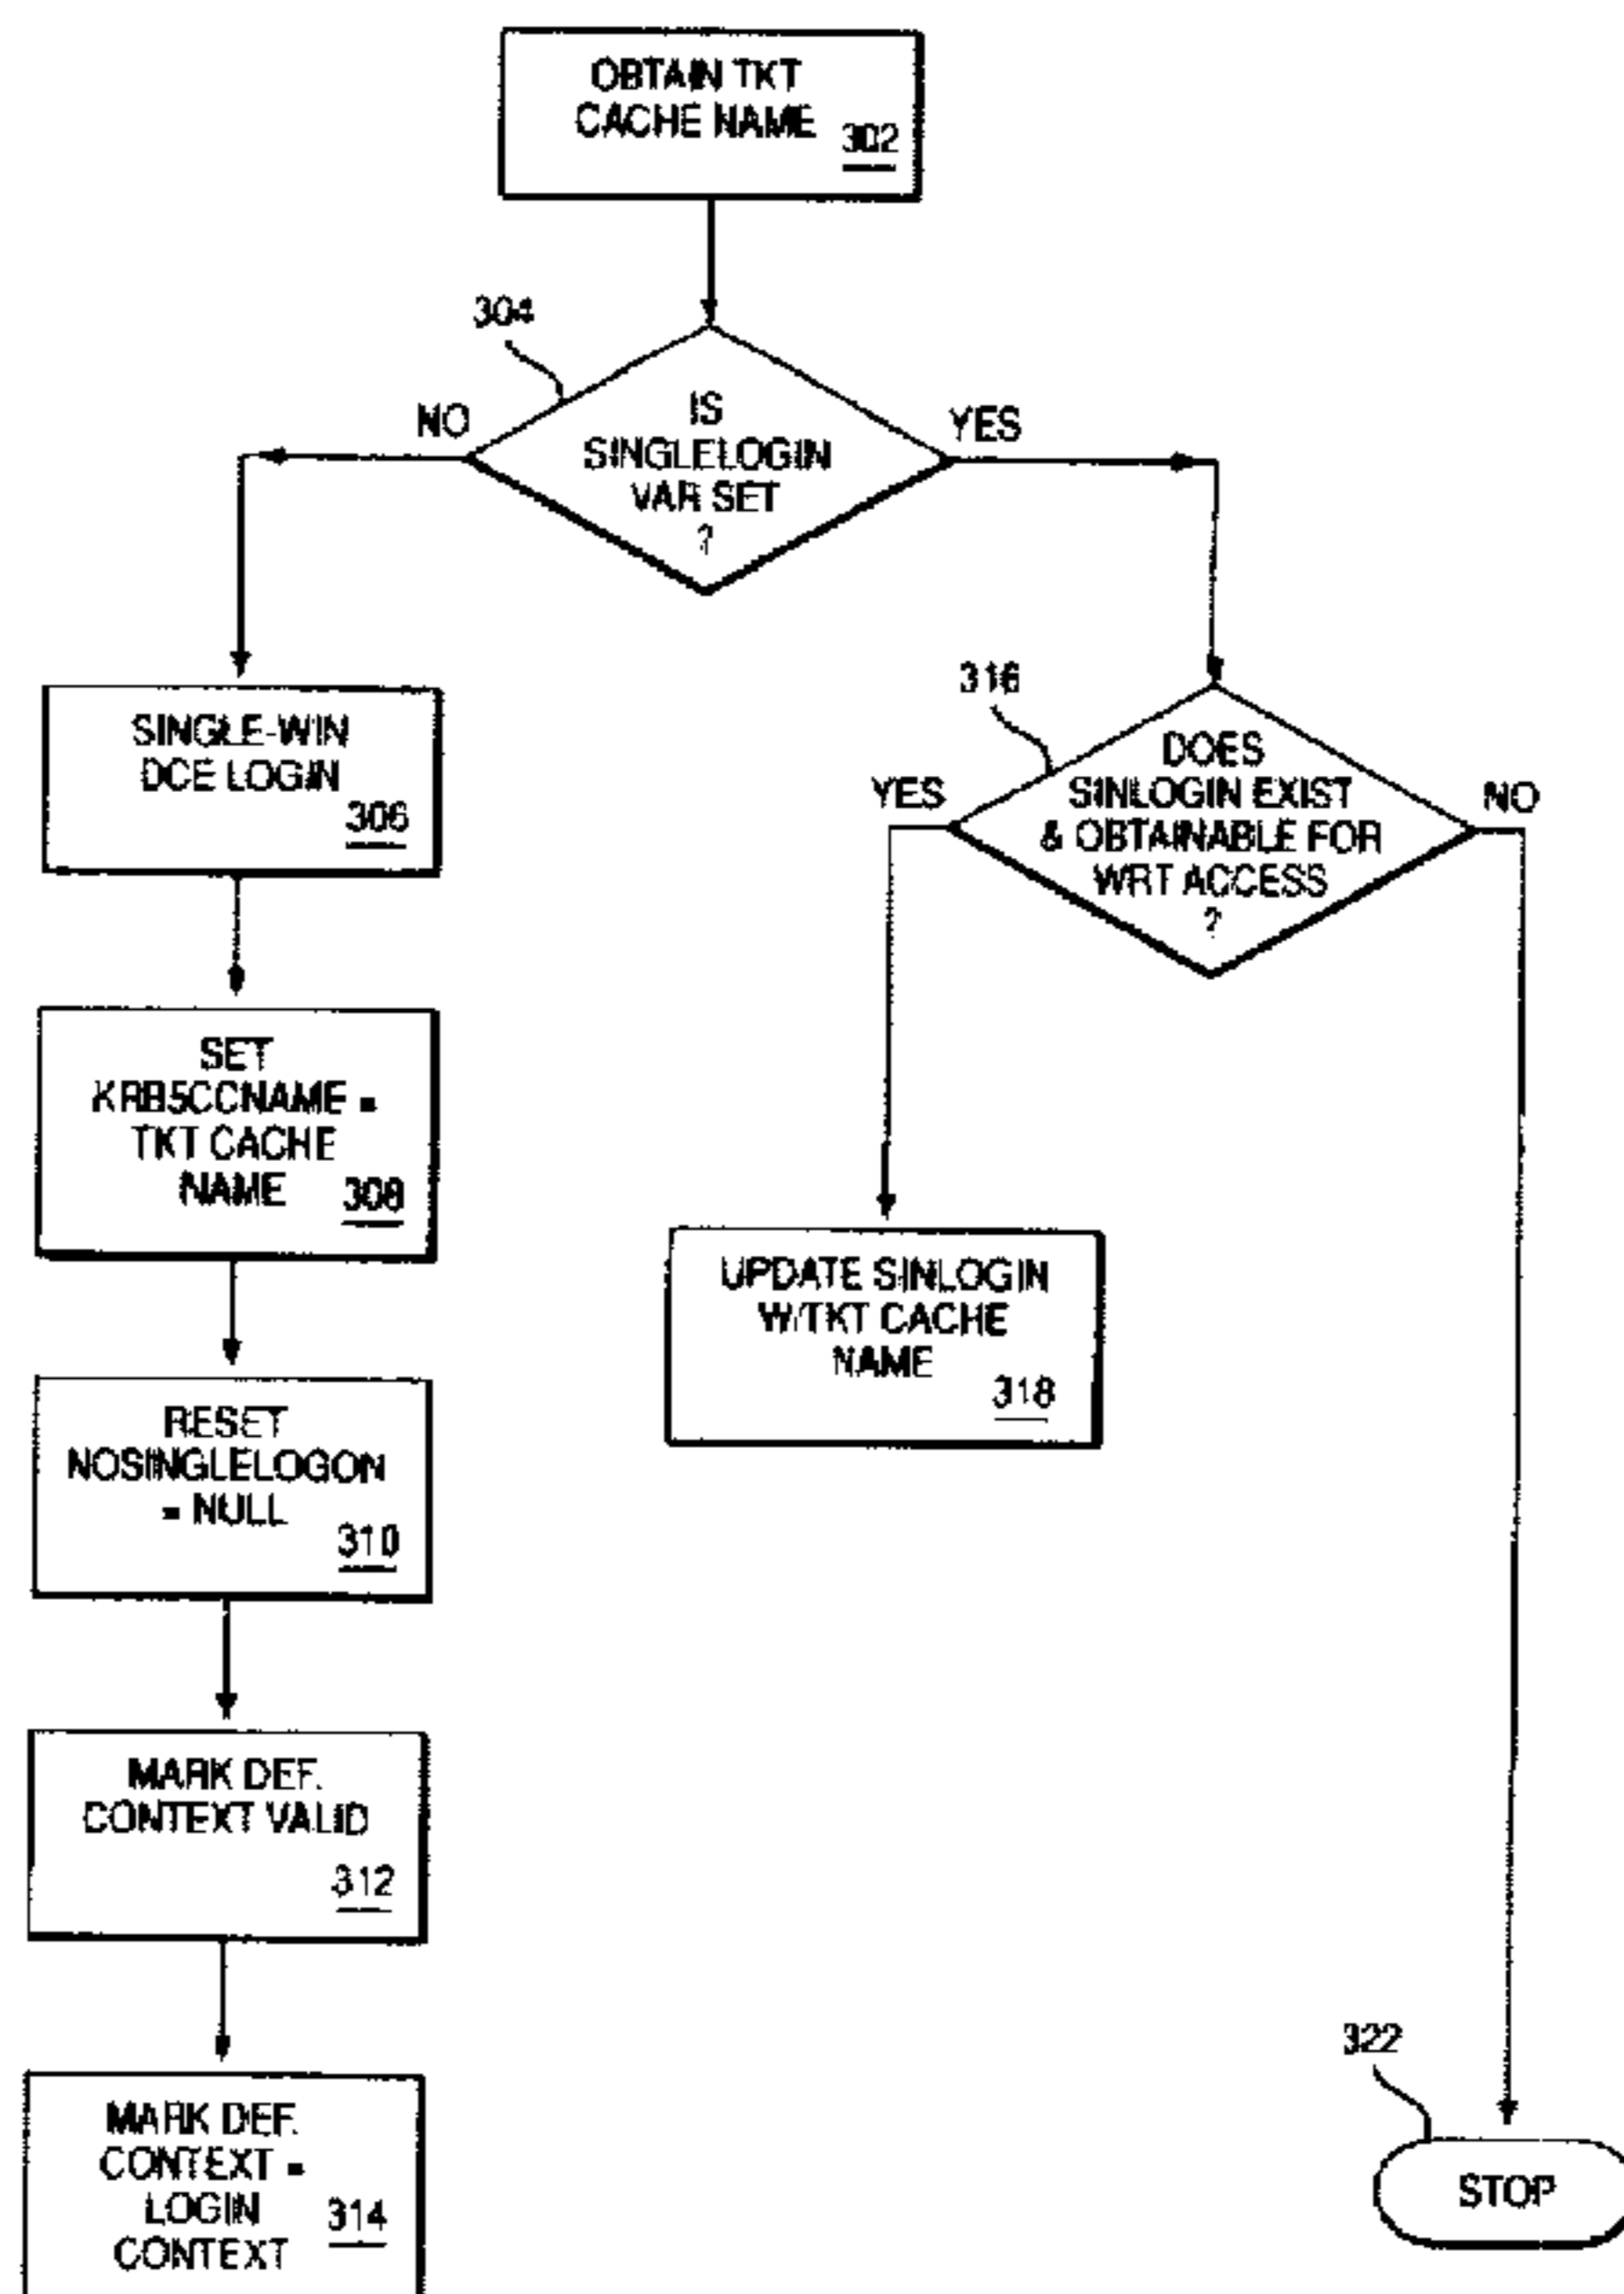 OBTAIN TKT
CACHE NAME
302
304
NO
IS
SINGLELOGIN
VAR SET
?
YES
SINGLE-WIN
DCE LOGIN
306
316
YES
DOES
SINLOGIN EXIST
& OBTAINABLE FOR
WRT ACCESS
?
NO
SET
KRB5CCNAME =
TKT CACHE
NAME
308
UPDATE SINLOGIN
W/TKT CACHE
NAME
318
RESET
NOSINGLELOGON
= NULL
310
MARK DEF.
CONTEXT VALID
312
322
STOP
MARK DEF.
CONTEXT =
LOGIN
CONTEXT
314